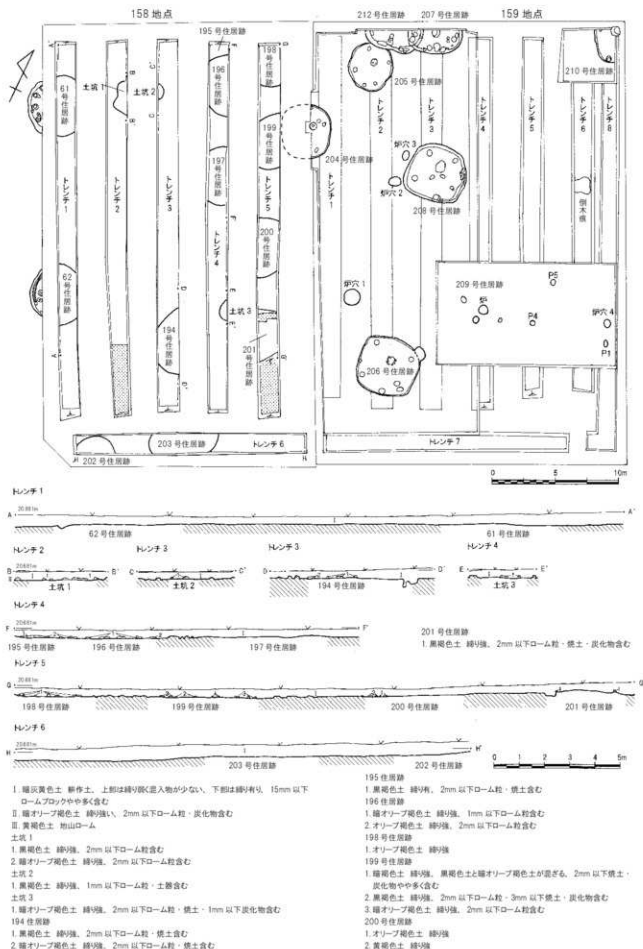 158 地点
212 号住居跡 207 号住居跡
159 地点
195 号住居跡
196 号住居跡
198 号住居跡
61 号住居跡
土坑 1
土坑 2
205 号住居跡
210 号住居跡
197 号住居跡
199 号住居跡
204 号住居跡
炉穴 3
炉穴 2
208 号住居跡
トレンチ 1
トレンチ 2
トレンチ 3
トレンチ 4
トレンチ 5
トレンチ 1
トレンチ 2
トレンチ 3
トレンチ 4
トレンチ 5
トレンチ 6
トレンチ 8
倒木痕
62 号住居跡
200 号住居跡
209 号住居跡
P5
炉
P4
炉穴 4
P1
炉穴 1
土坑 3
194 号住居跡
201 号住居跡
206 号住居跡
203 号住居跡
トレンチ 6
トレンチ 7
202 号住居跡
0 5 10m
トレンチ 1
A A'
62 号住居跡 61 号住居跡
トレンチ 2 トレンチ 3 トレンチ 3 トレンチ 4
B B' C C' D D' E E'
土坑 1 土坑 2 194 号住居跡 土坑 3
トレンチ 4
F F'
195 号住居跡 196 号住居跡 197 号住居跡
201 号住居跡
1. 黒褐色土 締り強、2mm 以下ローム粒・焼土・炭化物含む
トレンチ 5
G G'
198 号住居跡 199 号住居跡 200 号住居跡 201 号住居跡
トレンチ 6
H H'
203 号住居跡 202 号住居跡
0 5m
Ⅰ. 暗灰黄色土 耕作土、上部は締り弱く混入物が少ない、下部は締り有り、15mm 以下
ロームブロックやや多く含む
Ⅱ. 暗オリーブ褐色土 締り強い、2mm 以下ローム粒・炭化物含む
Ⅲ. 黄褐色土 地山ローム
土坑 1
1. 黒褐色土 締り強、2mm 以下ローム粒含む
2. 暗オリーブ褐色土 締り強、2mm 以下ローム粒含む
土坑 2
1. 黒褐色土 締り強、1mm 以下ローム粒・土器含む
土坑 3
1. 暗オリーブ褐色土 締り強、2mm 以下ローム粒・焼土・1mm 以下炭化物含む
194 住居跡
1. 黒褐色土 締り強、2mm 以下ローム粒・焼土含む
2. 暗オリーブ褐色土 締り強、2mm 以下ローム粒・焼土含む
195 住居跡
1. 黒褐色土 締り有、2mm 以下ローム粒・焼土含む
196 住居跡
1. 暗オリーブ褐色土 締り強、1mm 以下ローム粒含む
2. オリーブ褐色土 締り強、2mm 以下ローム粒含む
198 号住居跡
1. オリーブ褐色土 締り強
199 号住居跡
1. 暗褐色土 締り強、黒褐色土と暗オリーブ褐色土が混ざる、2mm 以下焼土・
炭化物やや多く含む
2. 黒褐色土 締り強、2mm 以下ローム粒・3mm 以下焼土・炭化物含む
3. 暗オリーブ褐色土 締り強、2mm 以下ローム粒含む
200 号住居跡
1. オリーブ褐色土 締り強
2. 黄褐色土 締り強